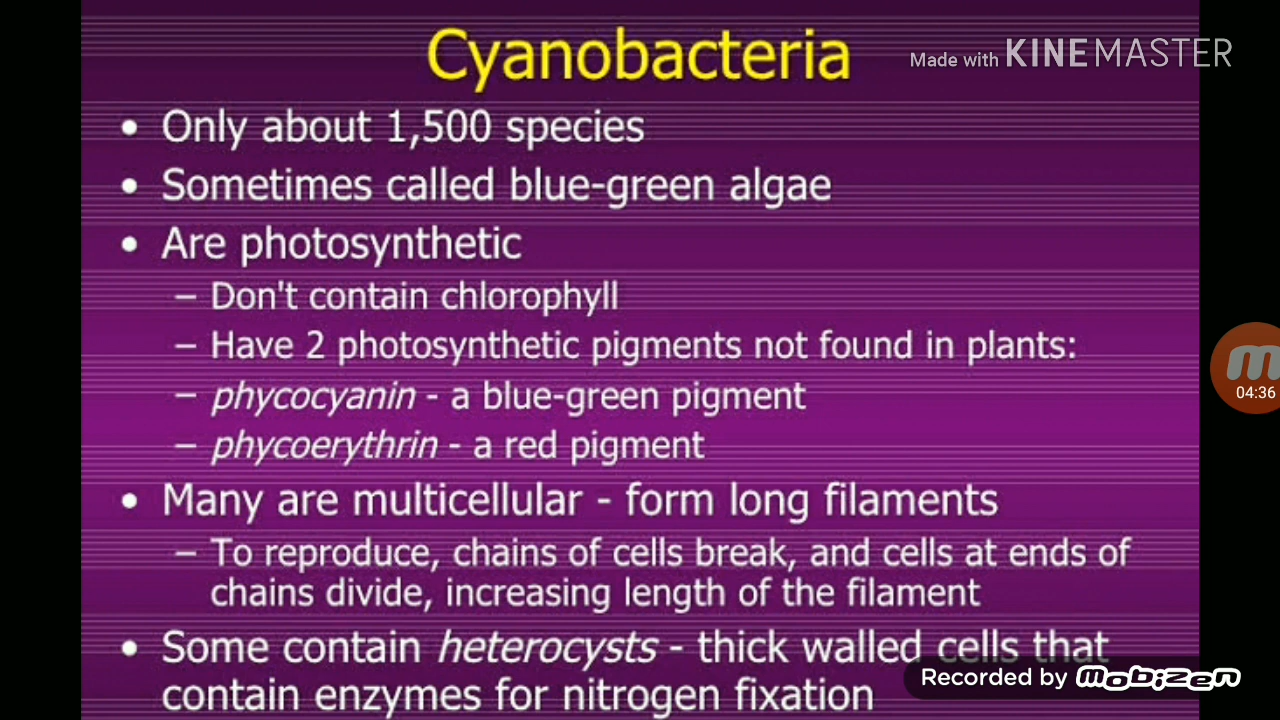 Cyanobacteria
Made with KINEMASTER
• Only about 1,500 species
• Sometimes called blue-green algae
• Are photosynthetic
– Don't contain chlorophyll
– Have 2 photosynthetic pigments not found in plants:
– phycocyanin - a blue-green pigment
– phycoerythrin - a red pigment
04:36
• Many are multicellular - form long filaments
– To reproduce, chains of cells break, and cells at ends of
chains divide, increasing length of the filament
• Some contain heterocysts - thick walled cells that
contain enzymes for nitrogen fixation
Recorded by Mobizen